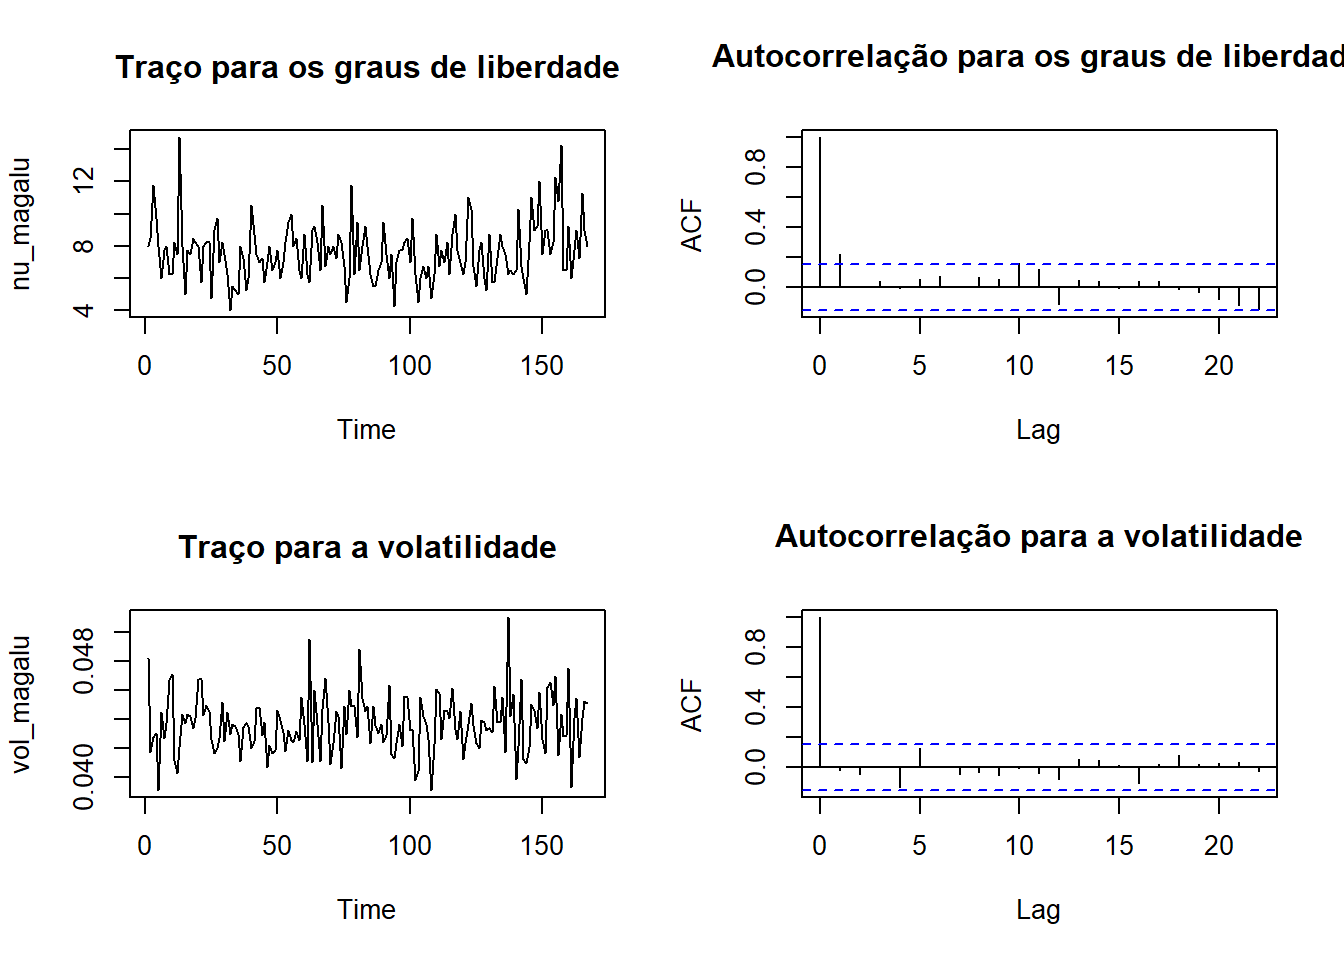 Traço para os graus de liberdade
nu_magalu
4 8 12
0 50 100 150
Time
Autocorrelação para os graus de liberdad
ACF
0.0 0.4 0.8
0 5 10 15 20
Lag
Traço para a volatilidade
vol_magalu
0.040 0.048
0 50 100 150
Time
Autocorrelação para a volatilidade
ACF
0.0 0.4 0.8
0 5 10 15 20
Lag